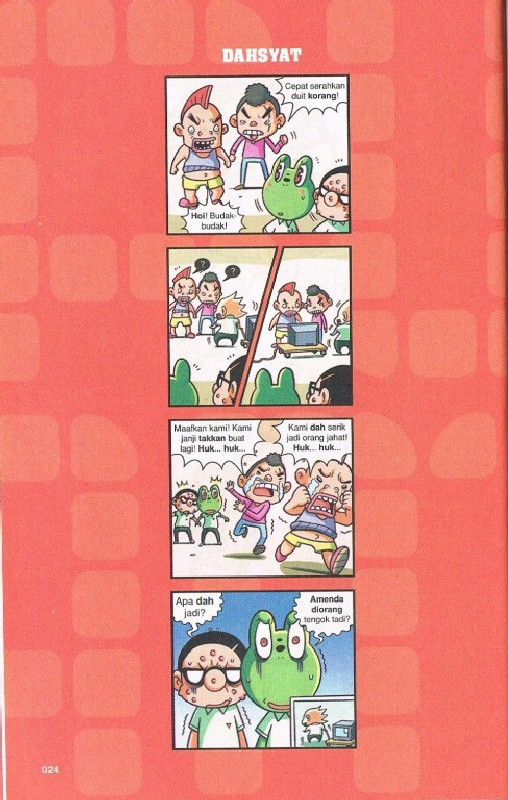 DAHSYAT
Cepat serahkan
duit korang!
Hoi! Budak-
budak!
?
?
Maafkan kami! Kami
janji takkan buat
lagi! Huk... huk...
Kami dah serik
jadi orang jahat!
Huk... huk...
Apa dah
jadi?
Amenda
diorang
tengok tadi?
024